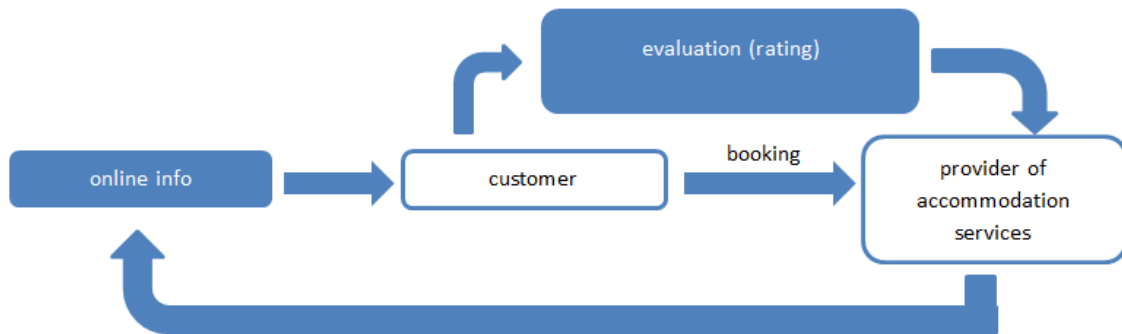 evaluation (rating)
online info
customer
booking
provider of
accommodation
services